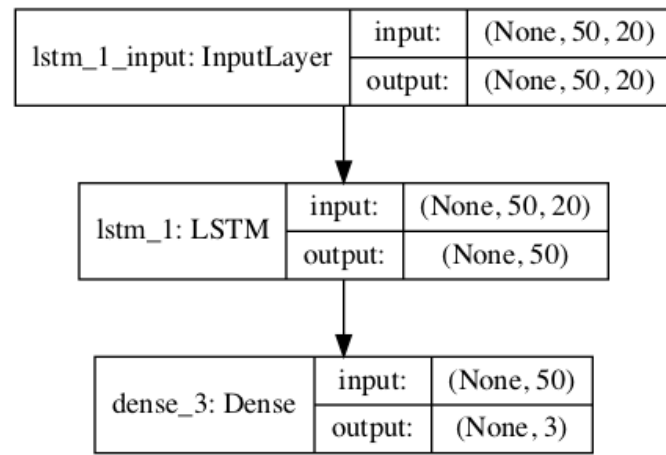 lstm_1_input: InputLayer
input: (None, 50, 20)
output: (None, 50, 20)
lstm_1: LSTM
input: (None, 50, 20)
output: (None, 50)
dense_3: Dense
input: (None, 50)
output: (None, 3)